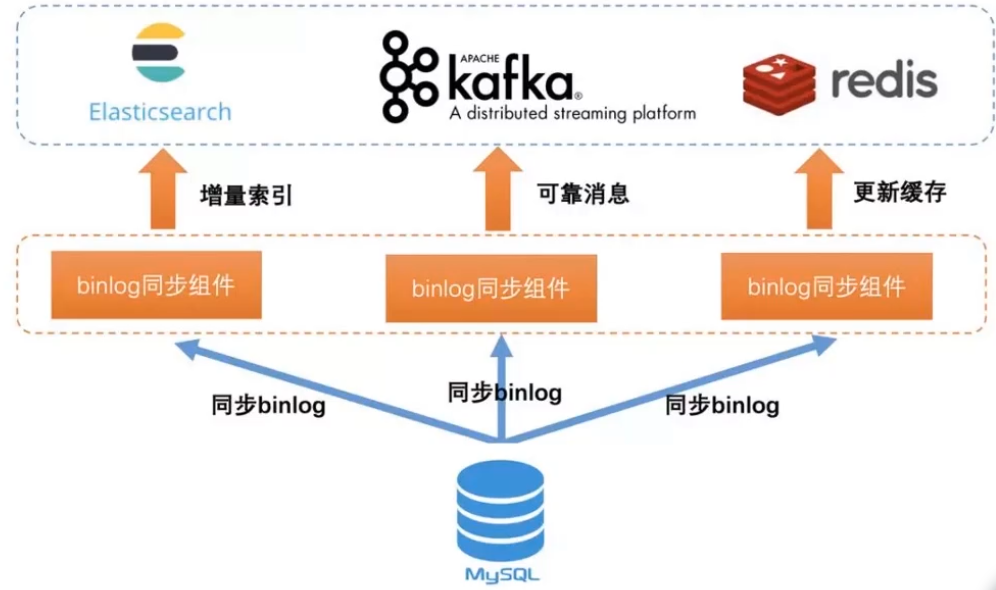 Elasticsearch
APACHE
kafka®
A distributed streaming platform
redis
增量索引
可靠消息
更新缓存
binlog同步组件
binlog同步组件
binlog同步组件
同步binlog
同步binlog
同步binlog
MySQL